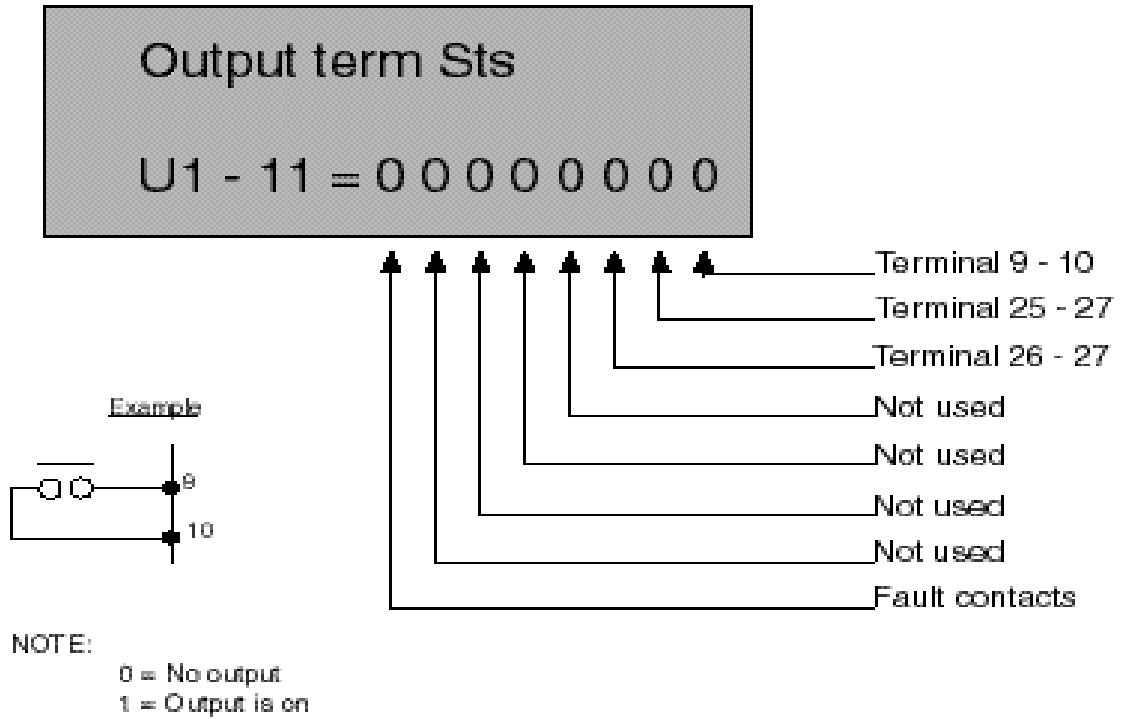 Output term Sts
U1 - 11 = 0 0 0 0 0 0 0 0
Terminal 9 - 10
Terminal 25 - 27
Terminal 26 - 27
Not used
Not used
Not used
Not used
Fault contacts
Example
9
10
NOTE:
0 = No output
1 = Output is on